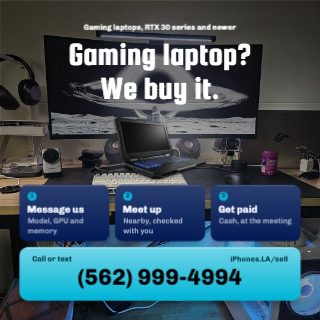 Gaming laptops, RTX 30 series and newer
Gaming laptop?
We buy it.
1
Message us
Model, GPU and
memory
2
Meet up
Nearby, checked
with you
3
Get paid
Cash, at the meeting
Call or text
iPhones.LA/sell
(562) 999-4994